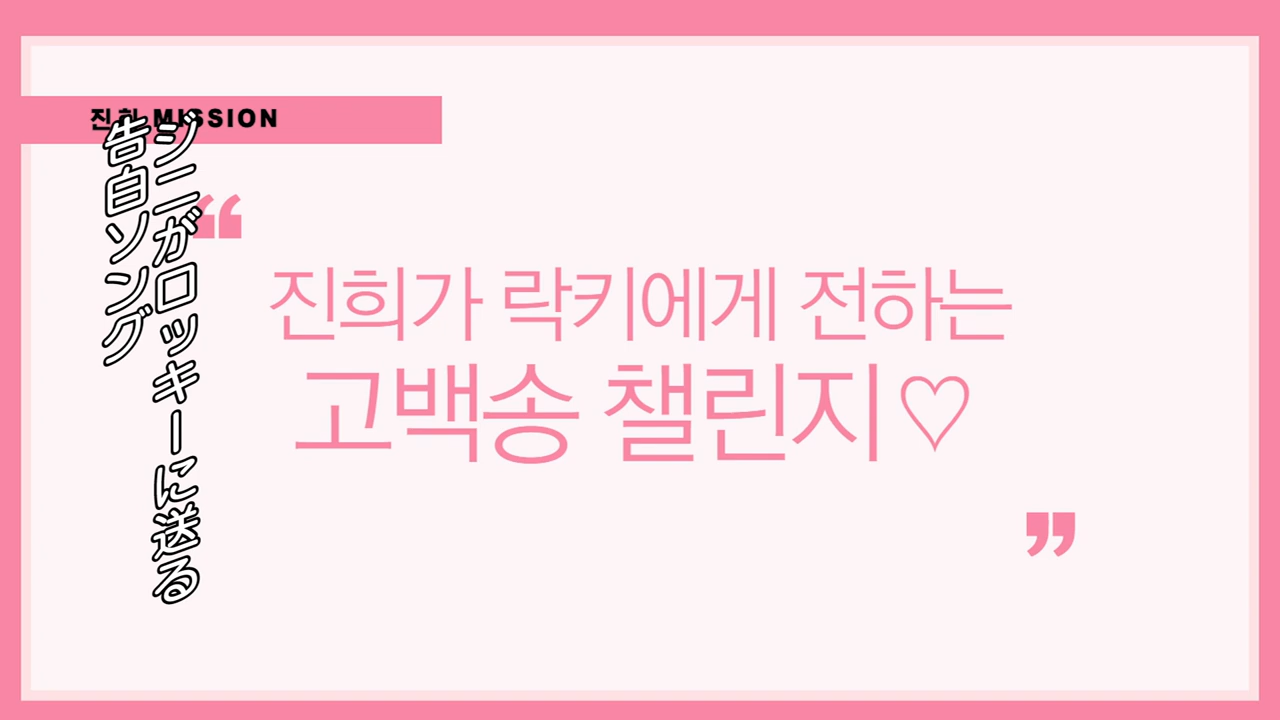 진희 MISSION
ジニがロッキーに送る
告白ソング
“
진희가 락키에게 전하는
고백송 챌린지♡
”